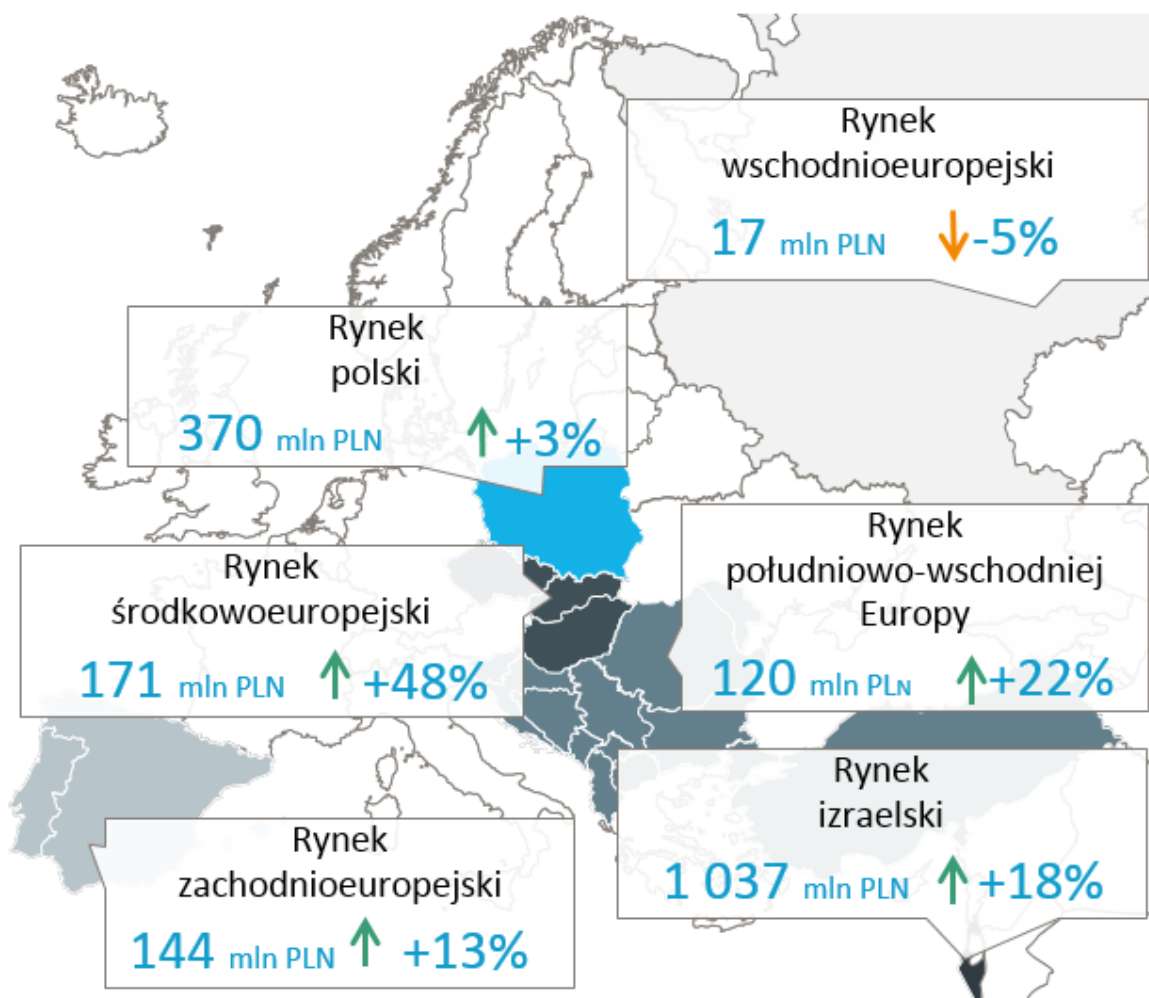 Rynek
wschodnioeuropejski
17 mln PLN -5%
Rynek
polski
370 mln PLN +3%
Rynek
środkowoeuropejski
171 mln PLN +48%
Rynek
południowo-wschodniej
Europy
120 mln PLN +22%
Rynek
izraelski
1 037 mln PLN +18%
Rynek
zachodnioeuropejski
144 mln PLN +13%